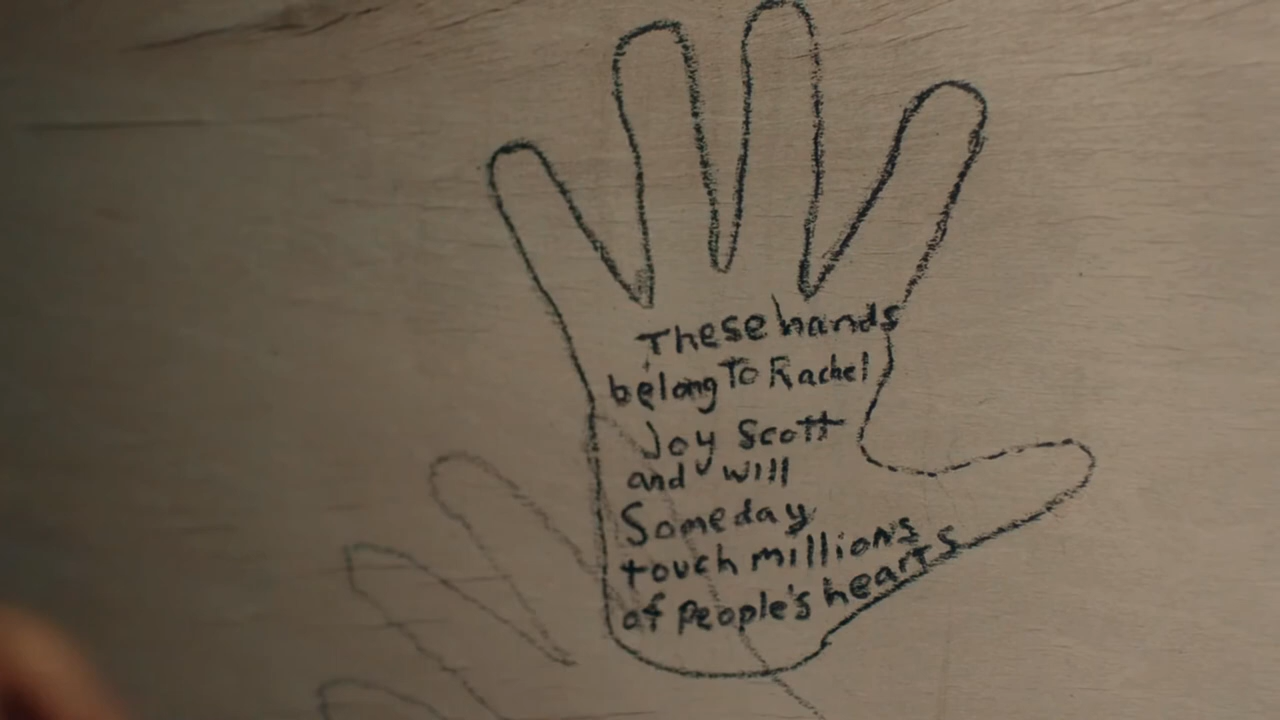 These hands
belong To Rachel
Joy Scott
and will
Someday
touch millions
of people's hearts